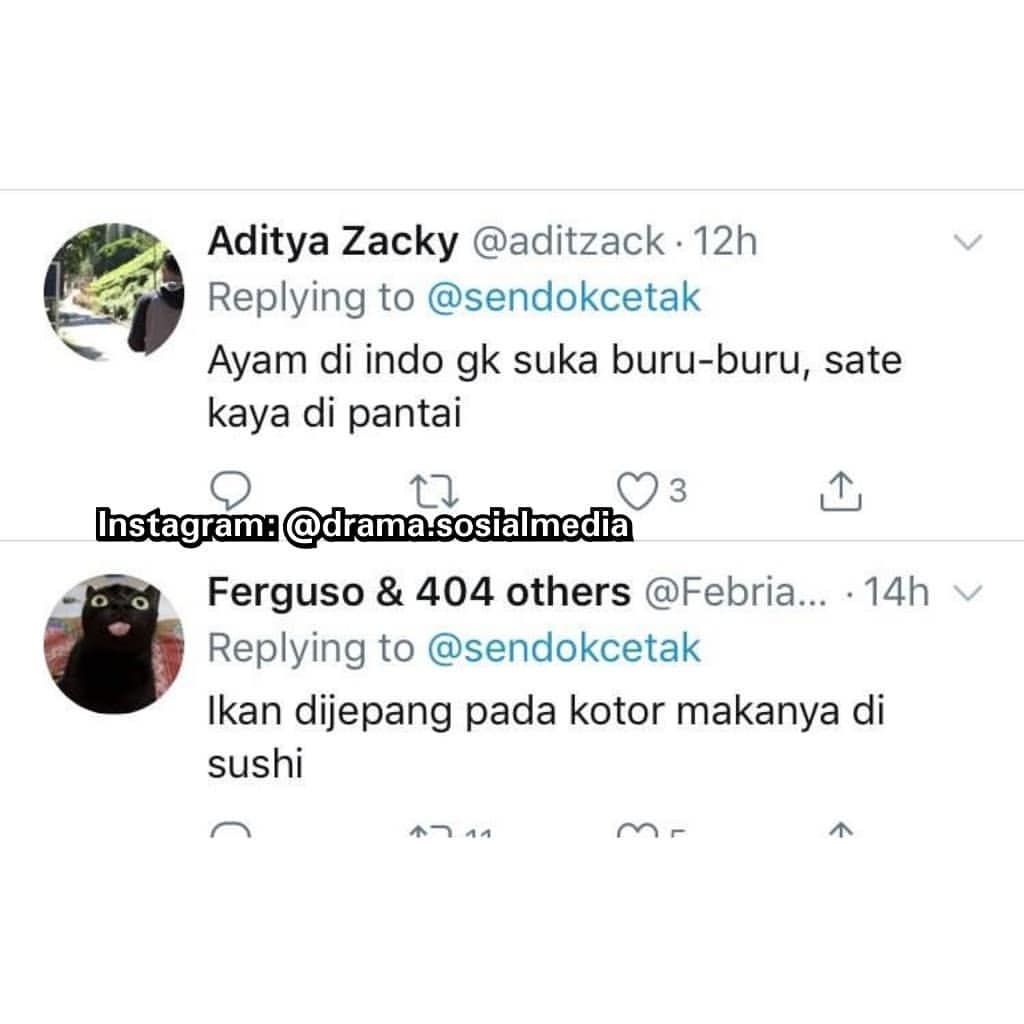 Aditya Zacky @aditzack · 12h
Replying to @sendokcetak
Ayam di indo gk suka buru-buru, sate
kaya di pantai
3
Instagram: @drama.sosialmedia
Ferguso & 404 others @Febria... · 14h
Replying to @sendokcetak
Ikan dijepang pada kotor makanya di
sushi